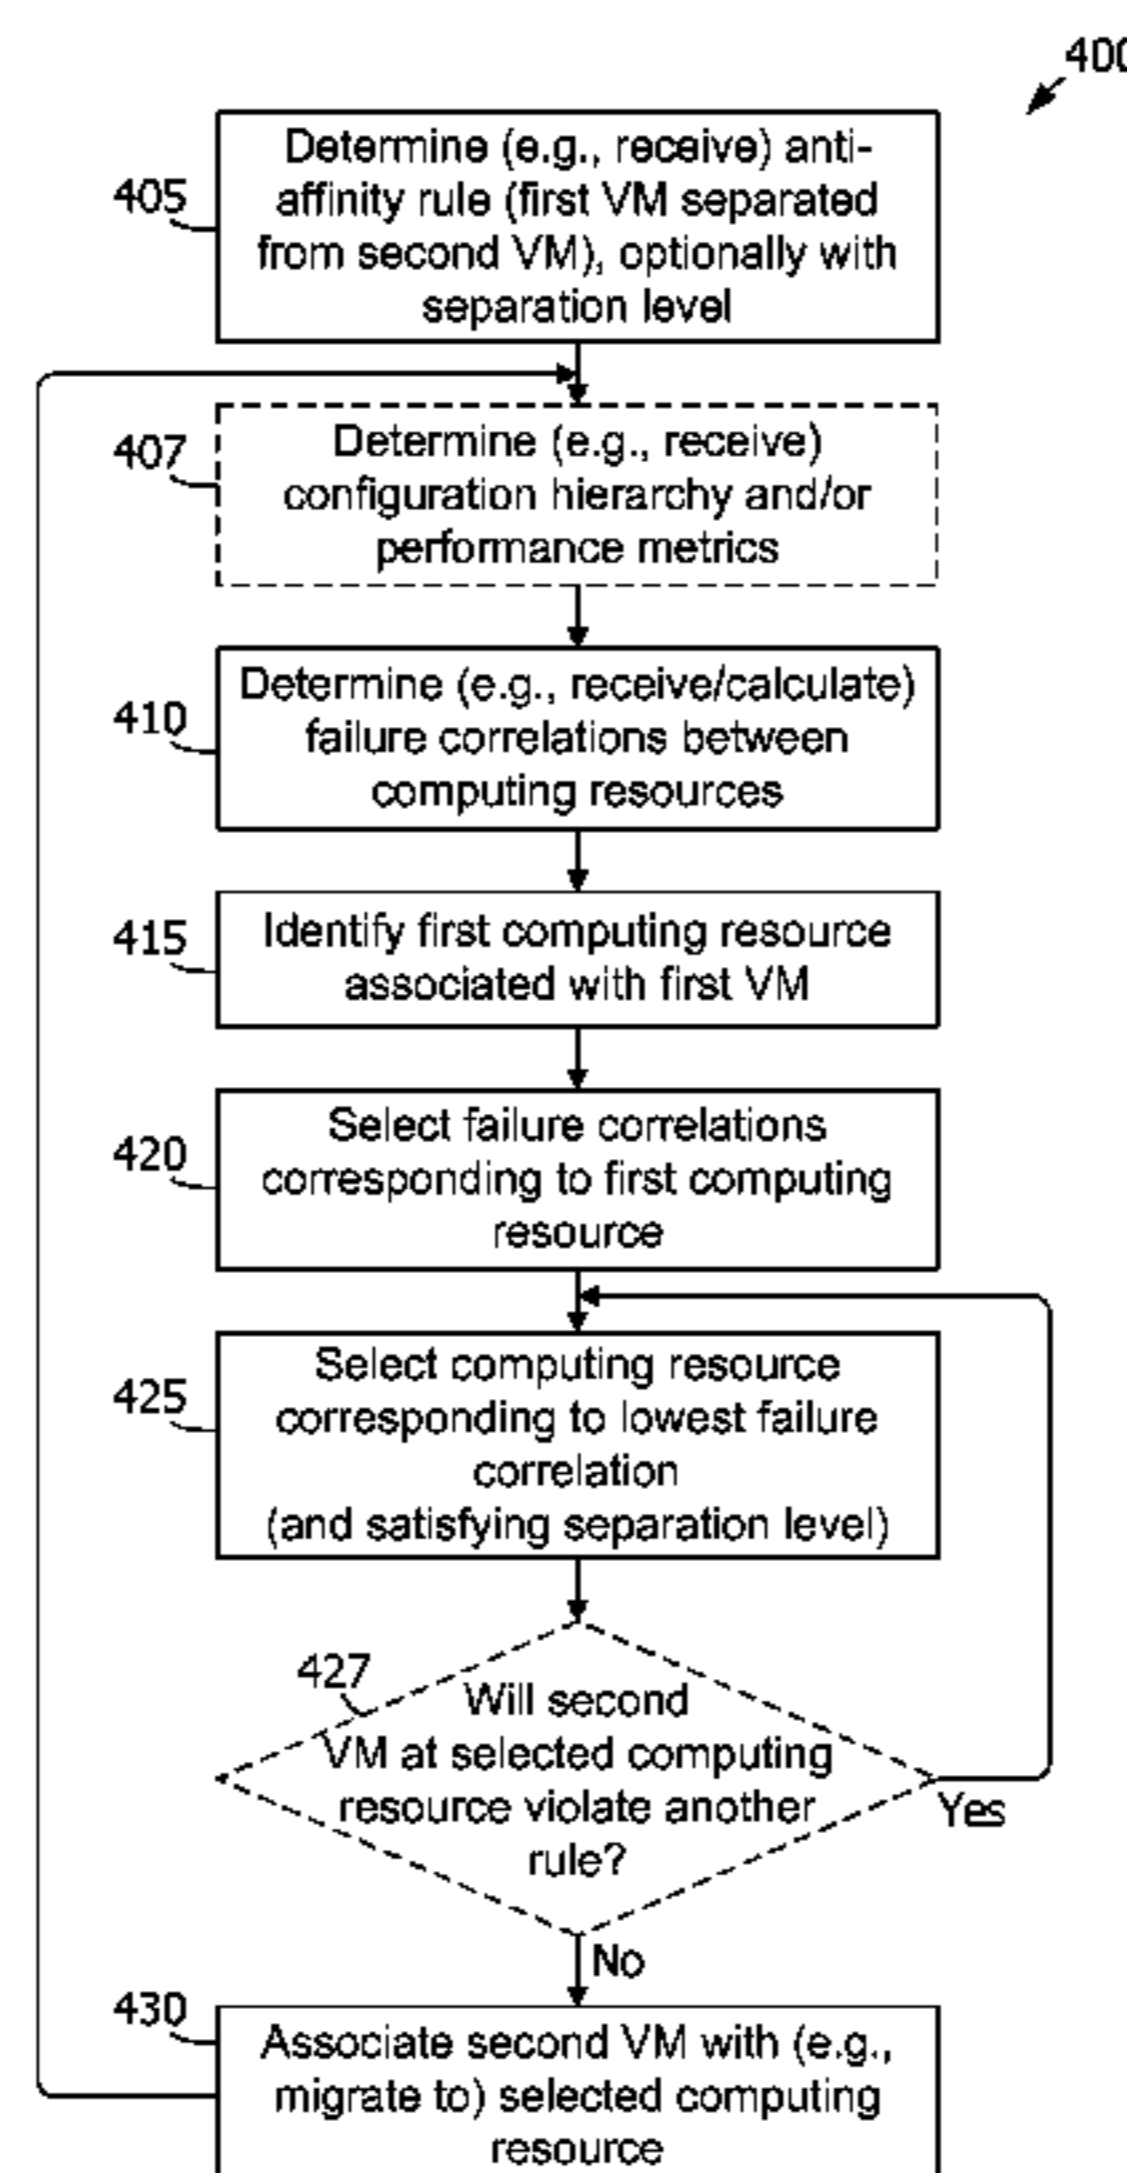 400
405
Determine (e.g., receive) anti-
affinity rule (first VM separated
from second VM), optionally with
separation level
407
Determine (e.g., receive)
configuration hierarchy and/or
performance metrics
410
Determine (e.g., receive/calculate)
failure correlations between
computing resources
415
Identify first computing resource
associated with first VM
420
Select failure correlations
corresponding to first computing
resource
425
Select computing resource
corresponding to lowest failure
correlation
(and satisfying separation level)
427
Will second
VM at selected computing
resource violate another
rule?
Yes
No
430
Associate second VM with (e.g.,
migrate to) selected computing
resource